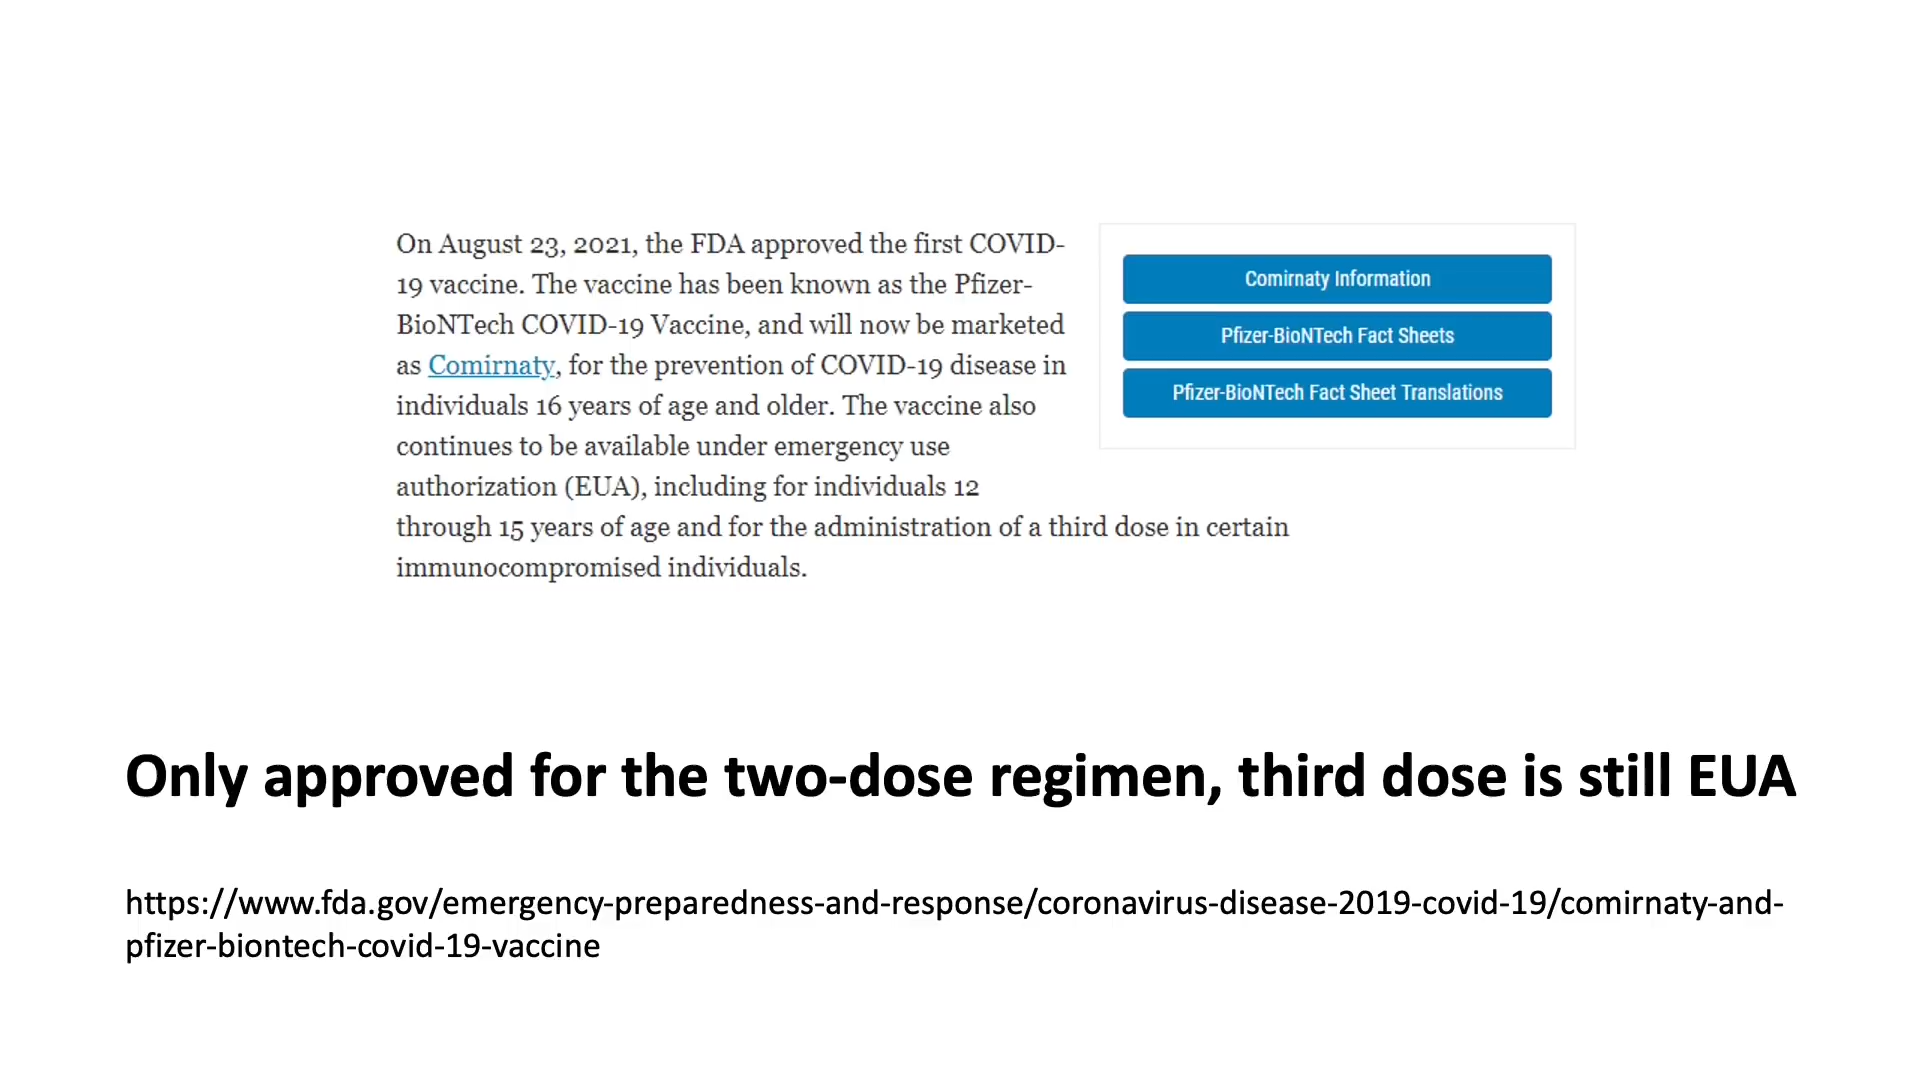 On August 23, 2021, the FDA approved the first COVID-
19 vaccine. The vaccine has been known as the Pfizer-
BioNTech COVID-19 Vaccine, and will now be marketed
as Comirnaty, for the prevention of COVID-19 disease in
individuals 16 years of age and older. The vaccine also
continues to be available under emergency use
authorization (EUA), including for individuals 12
through 15 years of age and for the administration of a third dose in certain
immunocompromised individuals.
Comirnaty Information
Pfizer-BioNTech Fact Sheets
Pfizer-BioNTech Fact Sheet Translations
Only approved for the two-dose regimen, third dose is still EUA
https://www.fda.gov/emergency-preparedness-and-response/coronavirus-disease-2019-covid-19/comirnaty-and-
pfizer-biontech-covid-19-vaccine